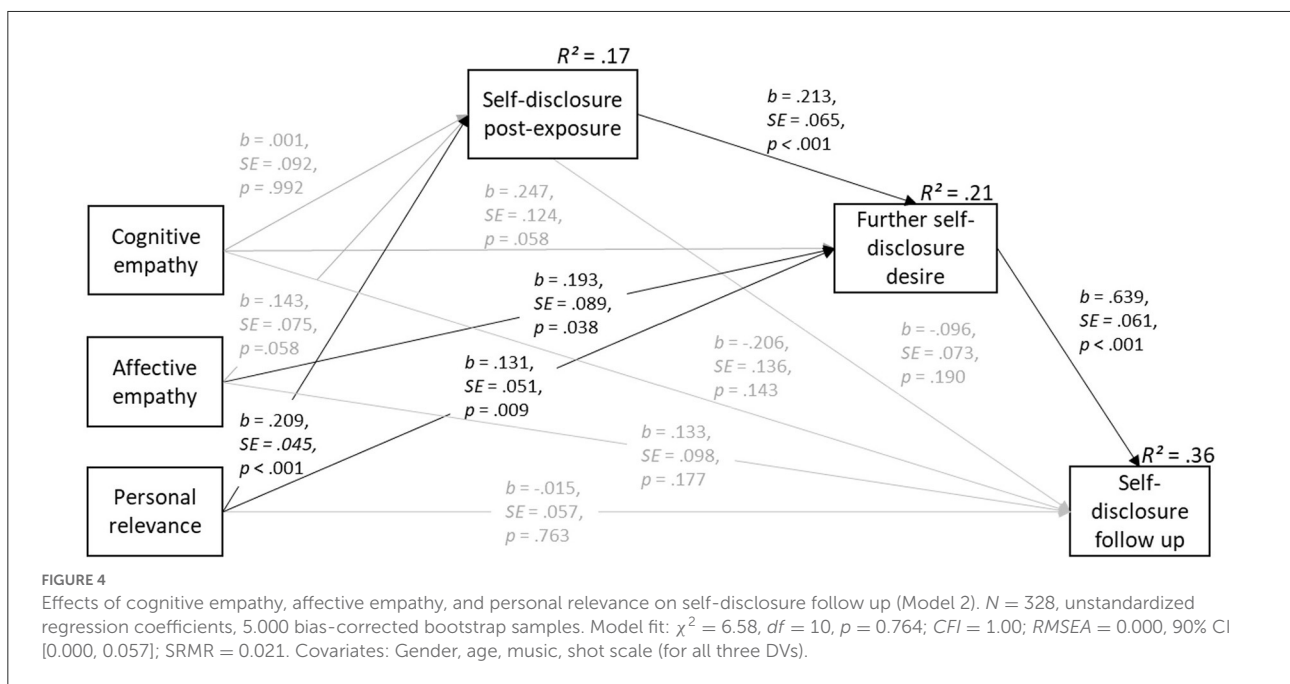 R² = .17
Self-disclosure
post-exposure
b = .213,
SE = .065,
p < .001
b = .001,
SE = .092,
p = .992
b = .247,
SE = .124,
p = .058
R² = .21
Further self-
disclosure
desire
Cognitive
empathy
b = .193,
SE = .089,
p = .038
b = .143,
SE = .075,
p = .058
b = .639,
SE = .061,
p < .001
b = -.096,
SE = .073,
p = .190
b = -.206,
SE = .136,
p = .143
Affective
empathy
b = .131,
SE = .051,
p = .009
b = .209,
SE = .045,
p < .001
b = .133,
SE = .098,
p = .177
R² = .36
Self-
disclosure
follow up
Personal
relevance
b = -.015,
SE = .057,
p = .763
FIGURE 4
Effects of cognitive empathy, affective empathy, and personal relevance on self-disclosure follow up (Model 2). N = 328, unstandardized
regression coefficients, 5.000 bias-corrected bootstrap samples. Model fit: χ² = 6.58, df = 10, p = 0.764; CFI = 1.00; RMSEA = 0.000, 90% CI
[0.000, 0.057]; SRMR = 0.021. Covariates: Gender, age, music, shot scale (for all three DVs).